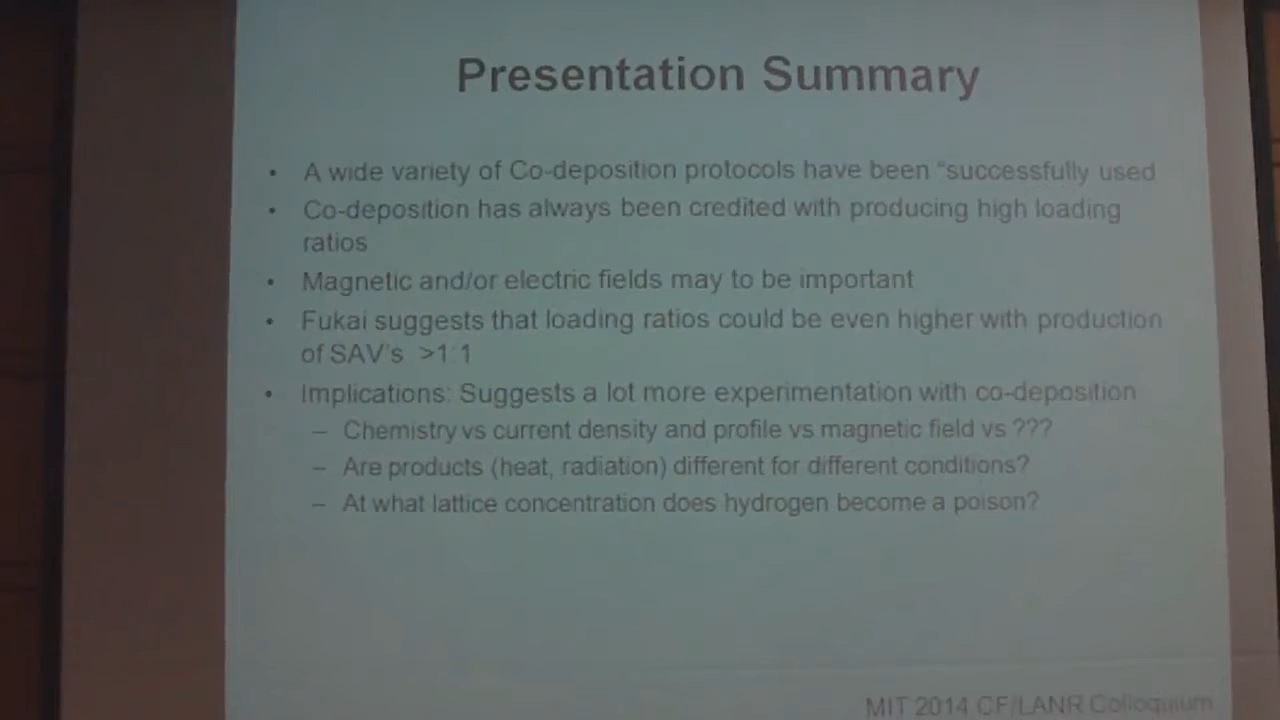 Presentation Summary
• A wide variety of Co-deposition protocols have been "successfully used
• Co-deposition has always been credited with producing high loading
ratios
• Magnetic and/or electric fields may to be important
• Fukai suggests that loading ratios could be even higher with production
of SAV's >1:1
• Implications: Suggests a lot more experimentation with co-deposition
– Chemistry vs current density and profile vs magnetic field vs ???
– Are products (heat, radiation) different for different conditions?
– At what lattice concentration does hydrogen become a poison?
MIT 2014 CF/LANR Colloquium